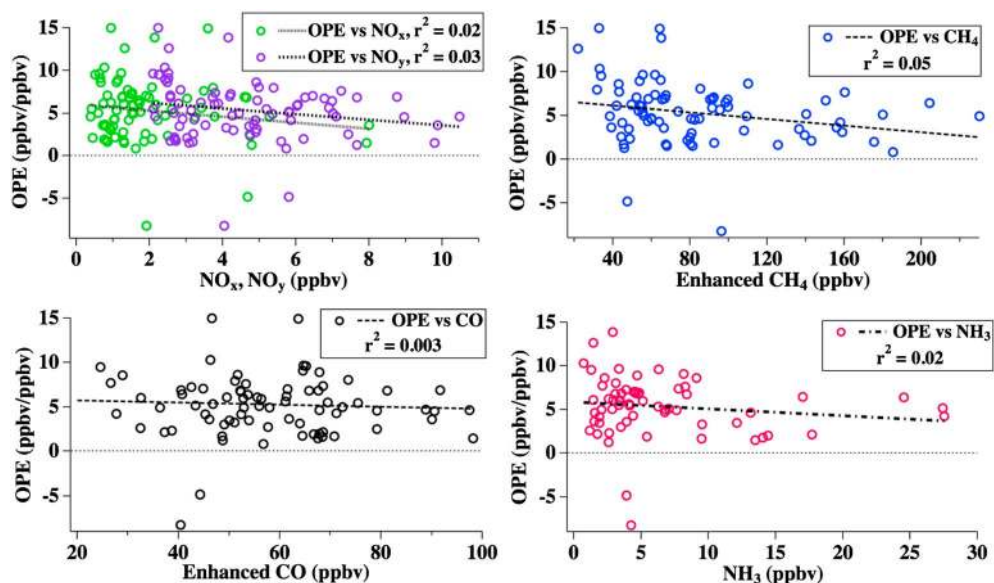 OPE vs NOx, r² = 0.02
OPE vs NOy, r² = 0.03
OPE (ppbv/ppbv)
15
10
5
0
-5
0 2 4 6 8 10
NOx, NOy (ppbv)
OPE vs CH4
r² = 0.05
OPE (ppbv/ppbv)
15
10
5
0
-5
40 80 120 160 200
Enhanced CH4 (ppbv)
OPE vs CO
r² = 0.003
OPE (ppbv/ppbv)
15
10
5
0
-5
20 40 60 80 100
Enhanced CO (ppbv)
OPE vs NH3
r² = 0.02
OPE (ppbv/ppbv)
15
10
5
0
-5
0 5 10 15 20 25 30
NH3 (ppbv)